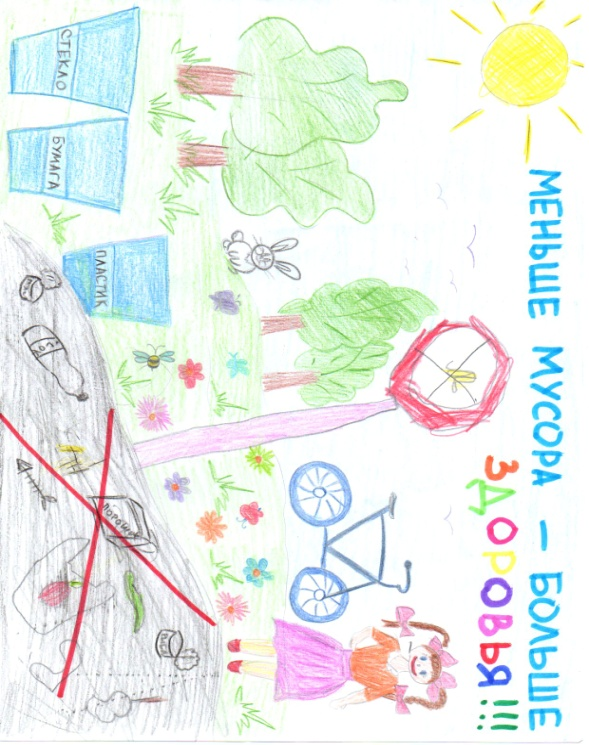 МЕНЬШЕ МУСОРА – БОЛЬШЕ
ЗДОРОВЬЯ!!!
СТЕКЛО
БУМАГА
ПЛАСТИК
ПОРОШОК